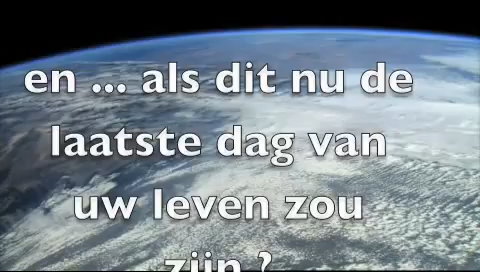 en ... als dit nu de
laatste dag van
uw leven zou
zijn ?